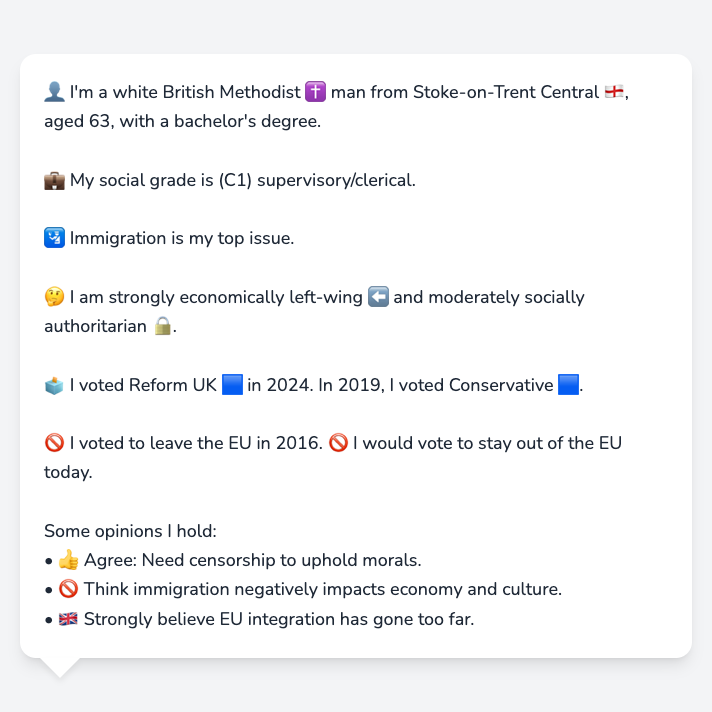 👤 I'm a white British Methodist ✝️ man from Stoke-on-Trent Central 🏴󠁧󠁢󠁥󠁮󠁧󠁿,
aged 63, with a bachelor's degree.
💼 My social grade is (C1) supervisory/clerical.
🛂 Immigration is my top issue.
🤔 I am strongly economically left-wing ⬅️ and moderately socially
authoritarian 🔒.
🗳️ I voted Reform UK 🟦 in 2024. In 2019, I voted Conservative 🟦.
🚫 I voted to leave the EU in 2016. 🚫 I would vote to stay out of the EU
today.
Some opinions I hold:
• 👍 Agree: Need censorship to uphold morals.
• 🚫 Think immigration negatively impacts economy and culture.
• 🇬🇧 Strongly believe EU integration has gone too far.